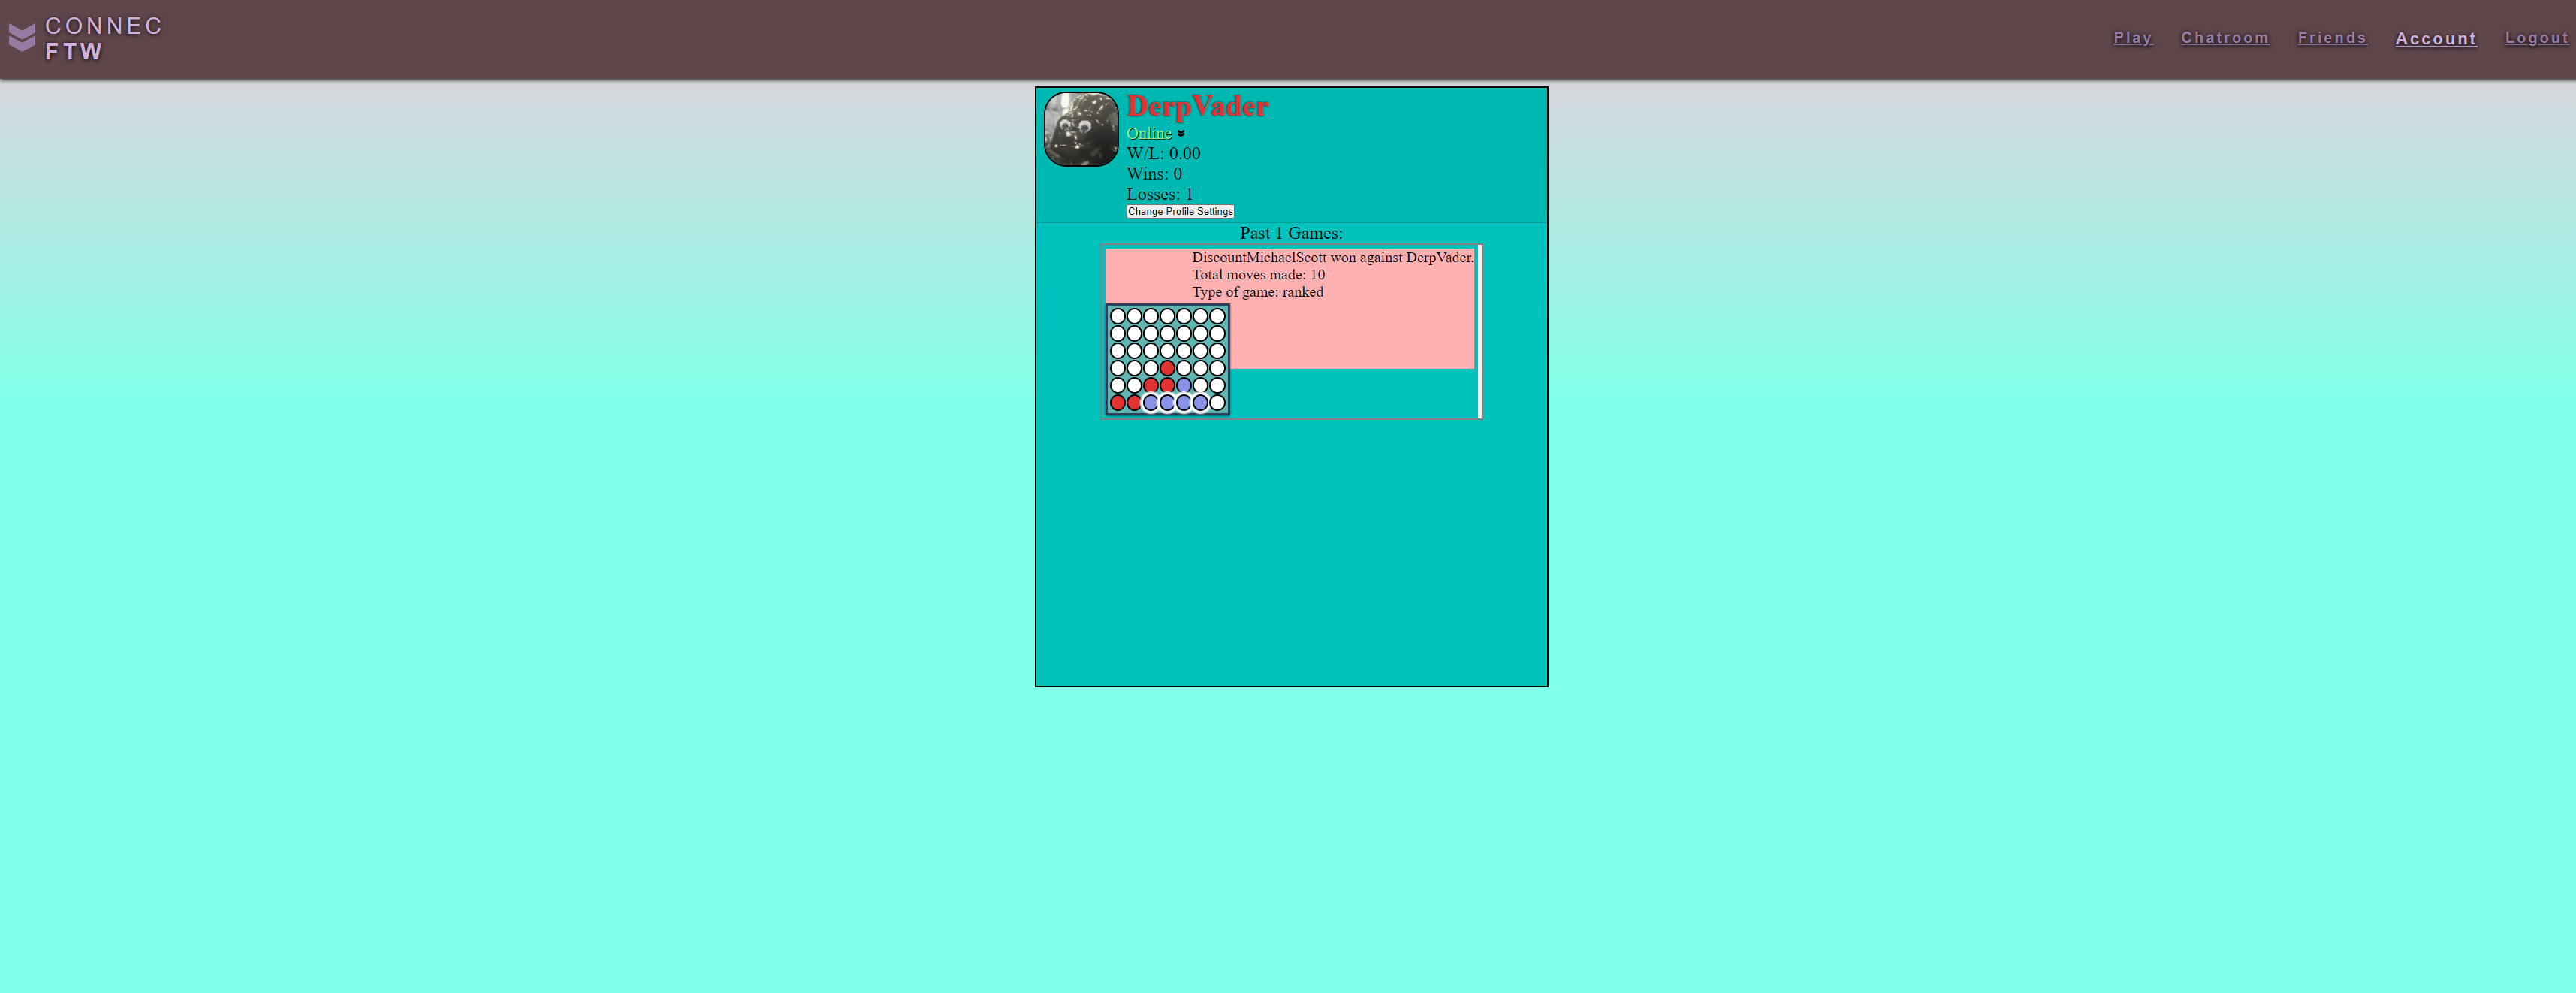 CONNEC
FTW
Play Chatroom Friends Account Logout
DerpVader
Online
W/L: 0.00
Wins: 0
Losses: 1
Change Profile Settings
Past 1 Games:
DiscountMichaelScott won against DerpVader.
Total moves made: 10
Type of game: ranked